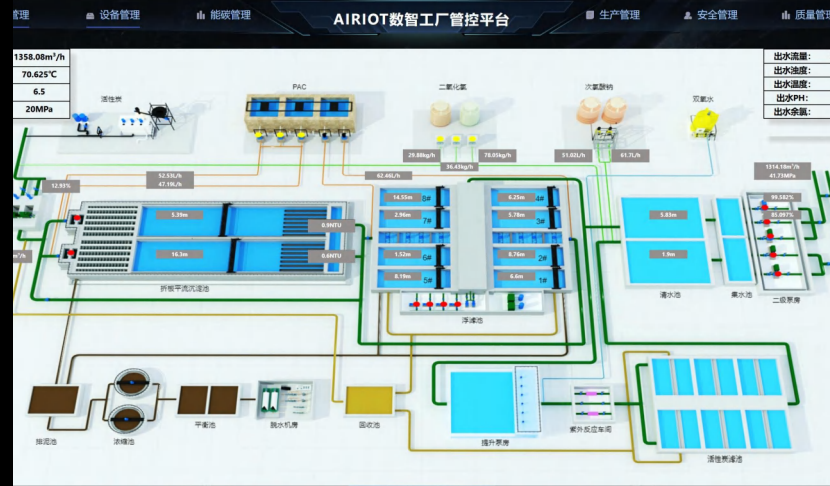 管理
设备管理
能碳管理
AIRIOT数智工厂管控平台
生产管理
安全管理
质量管理
1358.08m³/h
70.625℃
6.5
20MPa
出水流量：
出水浊度：
出水温度：
出水PH：
出水余氯：
活性炭
PAC
二氧化氯
次氯酸钠
双氧水
29.88kg/h
36.43kg/h
78.05kg/h
51.02L/h
61.7L/h
1314.18m³/h
41.73MPa
12.93%
52.53L/h
47.19L/h
62.46L/h
99.582%
85.897%
5.39m
16.3m
0.9NTU
0.6NTU
14.55m
8#
2.96m
7#
1.52m
6#
8.19m
5#
6.25m
4#
5.78m
3#
8.76m
2#
6.6m
1#
5.83m
1.9m
m³/h
折板平流沉淀池
浮滤池
清水池
集水池
二级泵房
排泥池
浓缩池
平衡池
脱水机房
回收池
提升泵房
紫外反应车间
活性炭滤池